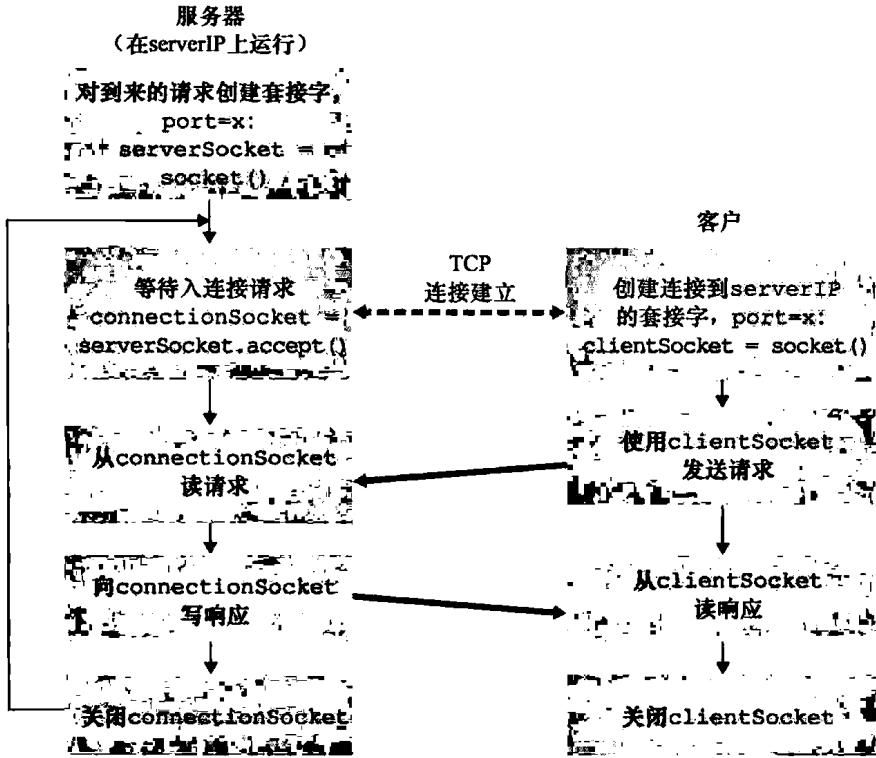 服务器
（在serverIP上运行）
对到来的请求创建套接字，
port=x:
serverSocket =
socket()
等待入连接请求
connectionSocket =
serverSocket.accept()
从connectionSocket
读请求
向connectionSocket
写响应
关闭connectionSocket
TCP
连接建立
客户
创建连接到serverIP
的套接字，port=x:
clientSocket = socket()
使用clientSocket
发送请求
从clientSocket
读响应
关闭clientSocket